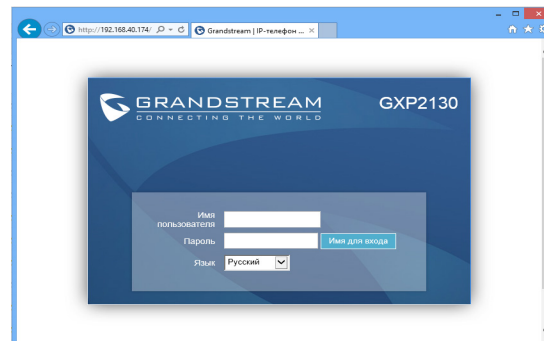 http://192.168.40.174/
Grandstream | IP-телефон ...
GRANDSTREAM
CONNECTING THE WORLD
GXP2130
Имя пользователя
Пароль
Имя для входа
Язык
Русский